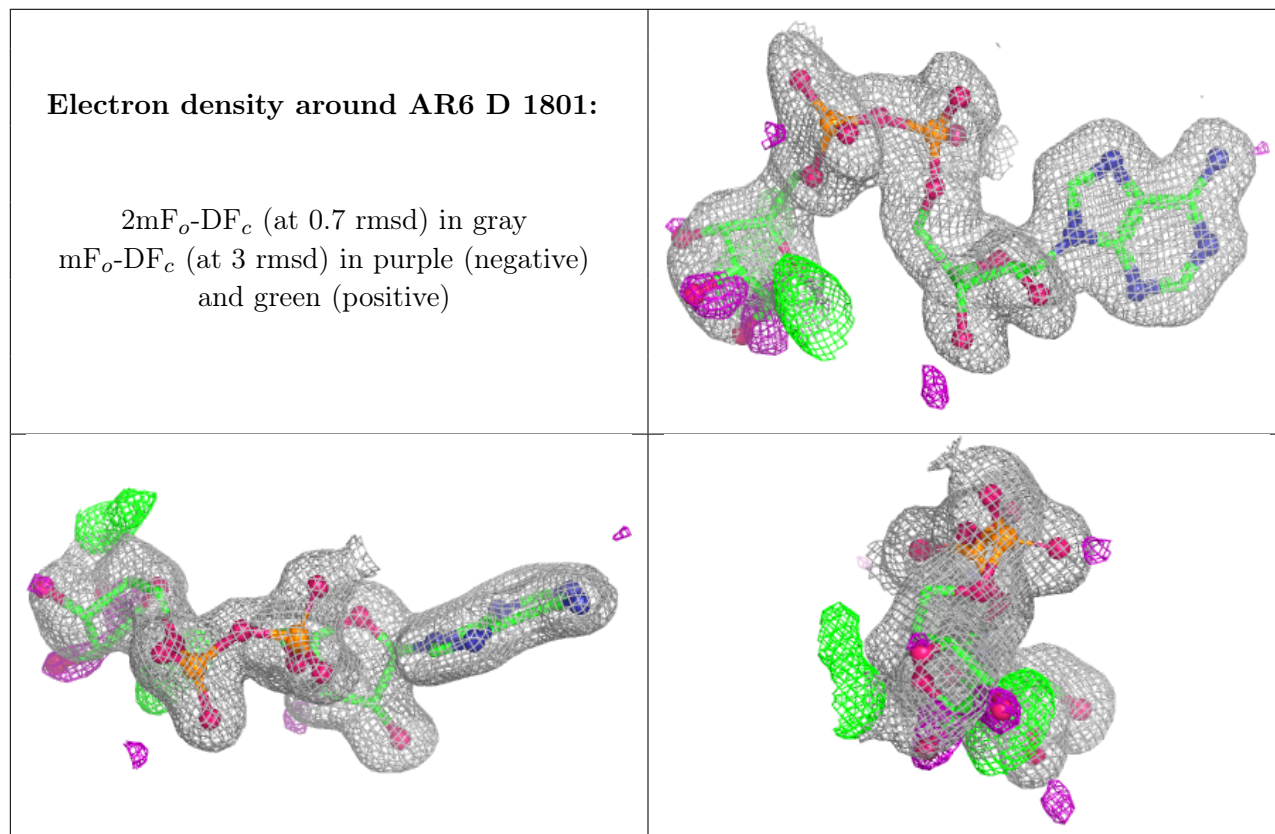 Electron density around AR6 D 1801:
2mFo-DFc (at 0.7 rmsd) in gray
mFo-DFc (at 3 rmsd) in purple (negative)
and green (positive)